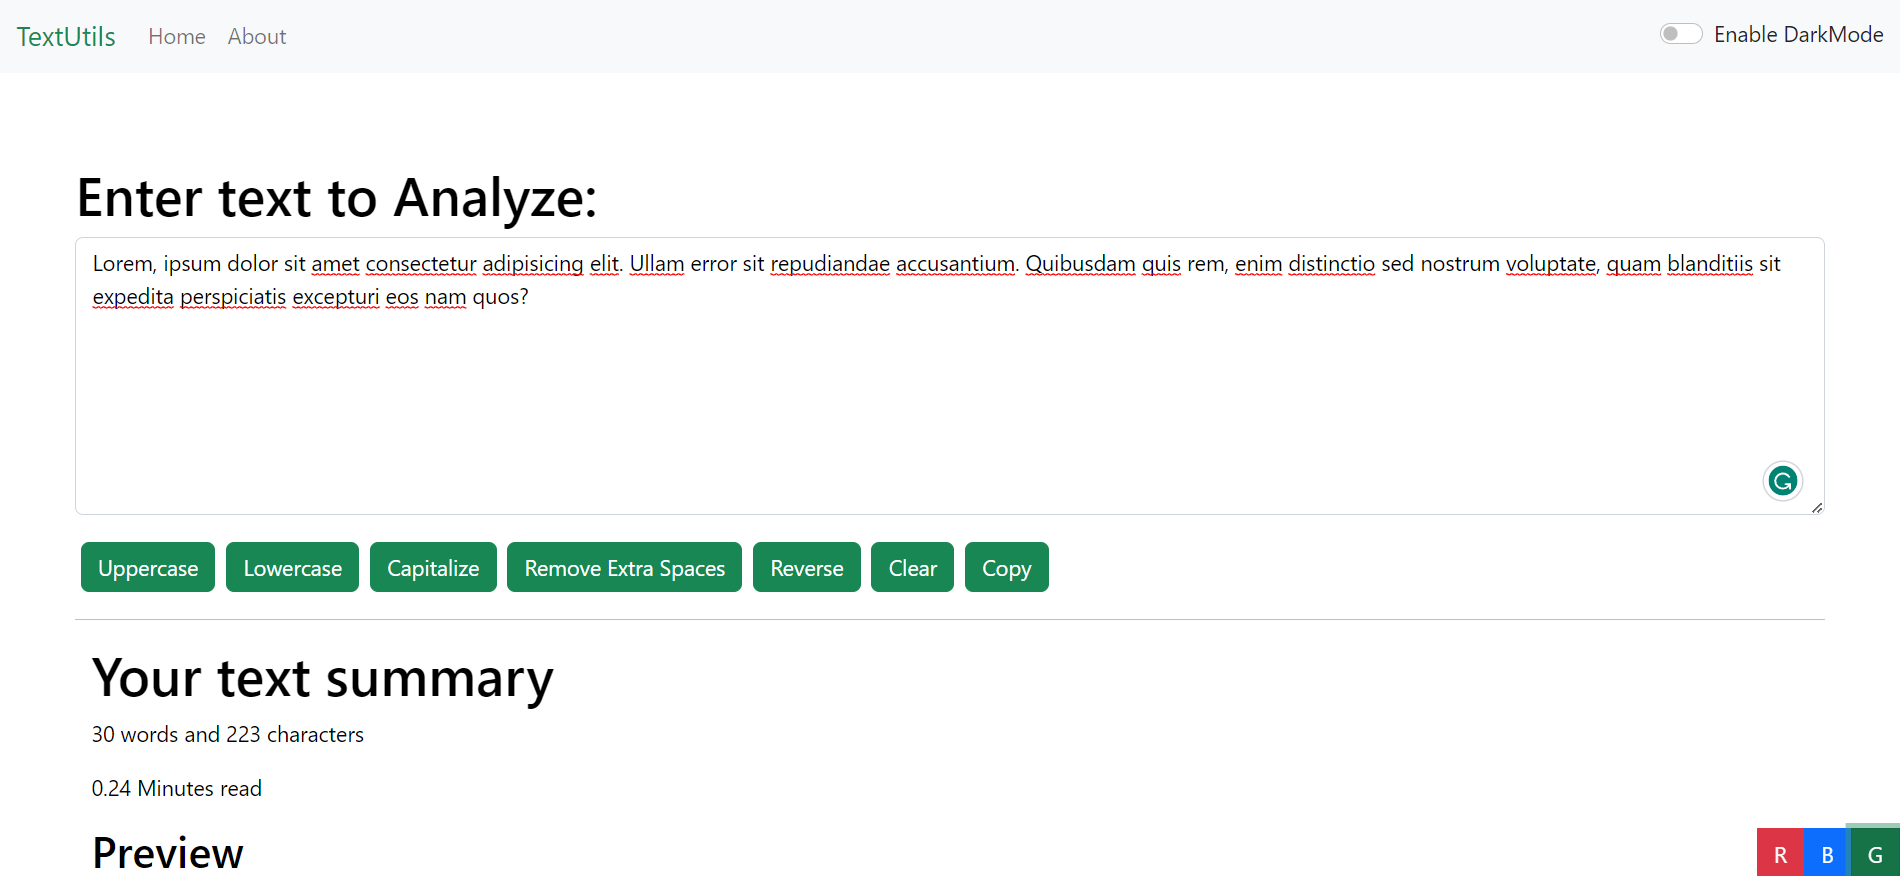 TextUtils Home About Enable DarkMode
Enter text to Analyze:
Lorem, ipsum dolor sit amet consectetur adipisicing elit. Ullam error sit repudiandae accusantium. Quibusdam quis rem, enim distinctio sed nostrum voluptate, quam blanditiis sit
expedita perspiciatis excepturi eos nam quos?
Uppercase Lowercase Capitalize Remove Extra Spaces Reverse Clear Copy
Your text summary
30 words and 223 characters
0.24 Minutes read
Preview
R B G